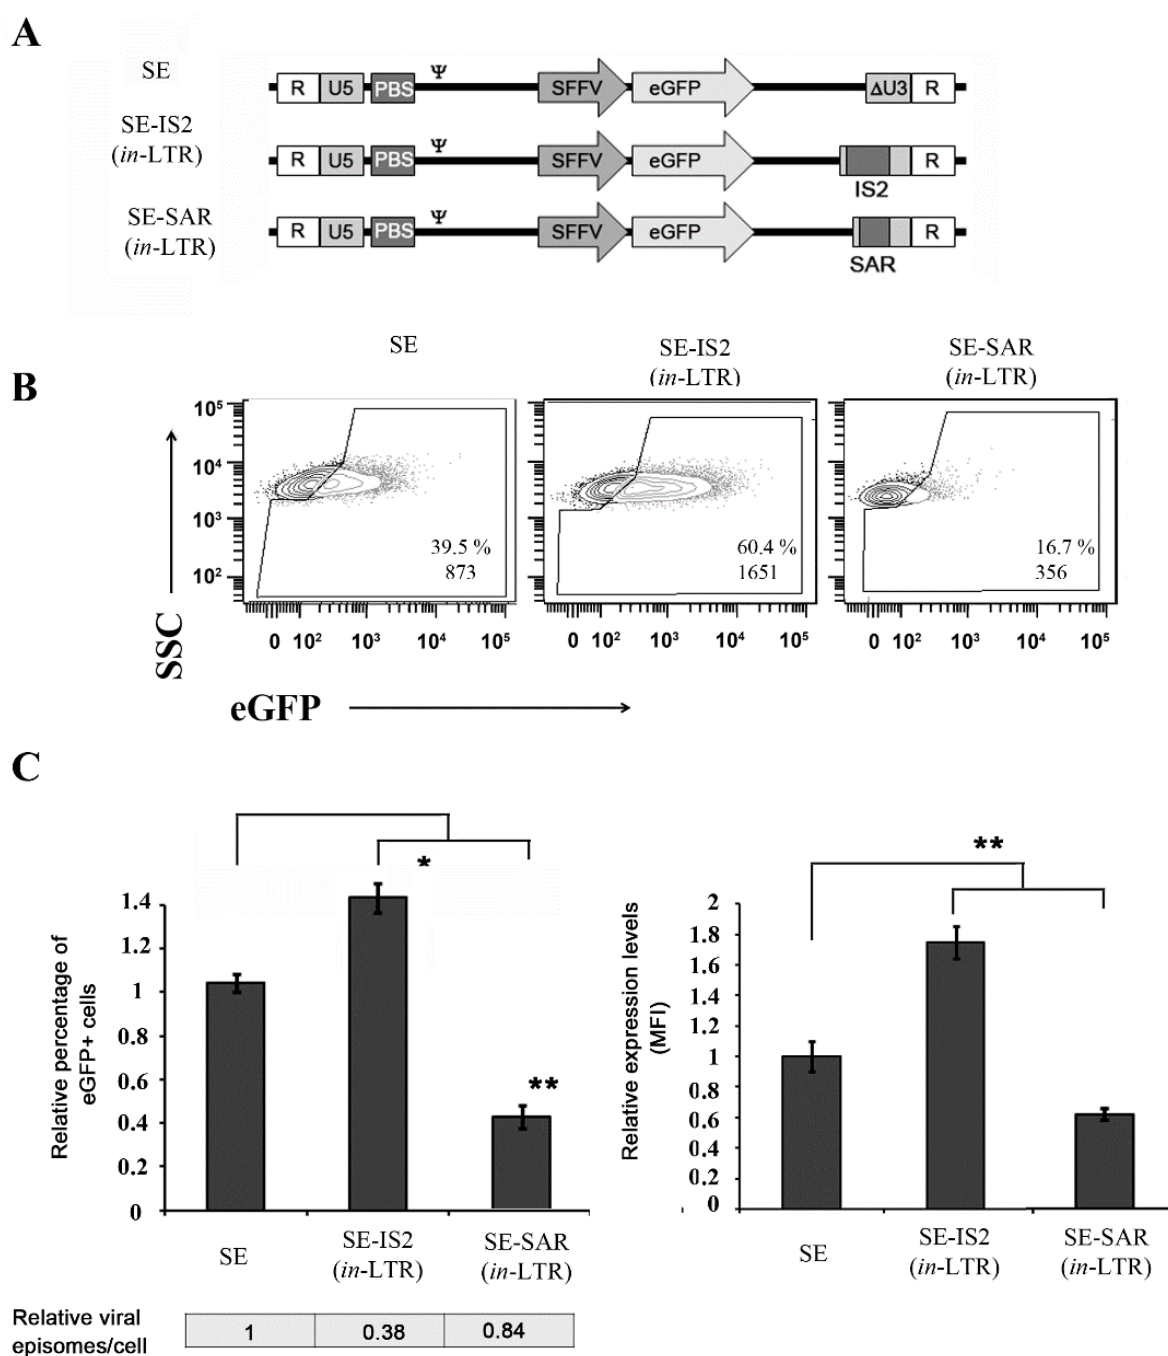 A
SE
R U5 PBS Ψ SFFV eGFP ΔU3 R
SE-IS2
(in-LTR)
R U5 PBS Ψ SFFV eGFP R
IS2
SE-SAR
(in-LTR)
R U5 PBS Ψ SFFV eGFP R
SAR
B
SE
SE-IS2
(in-LTR)
SE-SAR
(in-LTR)
SSC
10⁵
10⁴
10³
10²
39.5 %
873
60.4 %
1651
16.7 %
356
0 10² 10³ 10⁴ 10⁵
0 10² 10³ 10⁴ 10⁵
0 10² 10³ 10⁴ 10⁵
eGFP
C
Relative percentage of
eGFP+ cells
1.4
1.2
1
0.8
0.6
0.4
0.2
0
*
**
SE
SE-IS2
(in-LTR)
SE-SAR
(in-LTR)
Relative expression levels
(MFI)
2
1.8
1.6
1.4
1.2
1
0.8
0.6
0.4
0.2
0
**
SE
SE-IS2
(in-LTR)
SE-SAR
(in-LTR)
Relative viral
episomes/cell
1 0.38 0.84